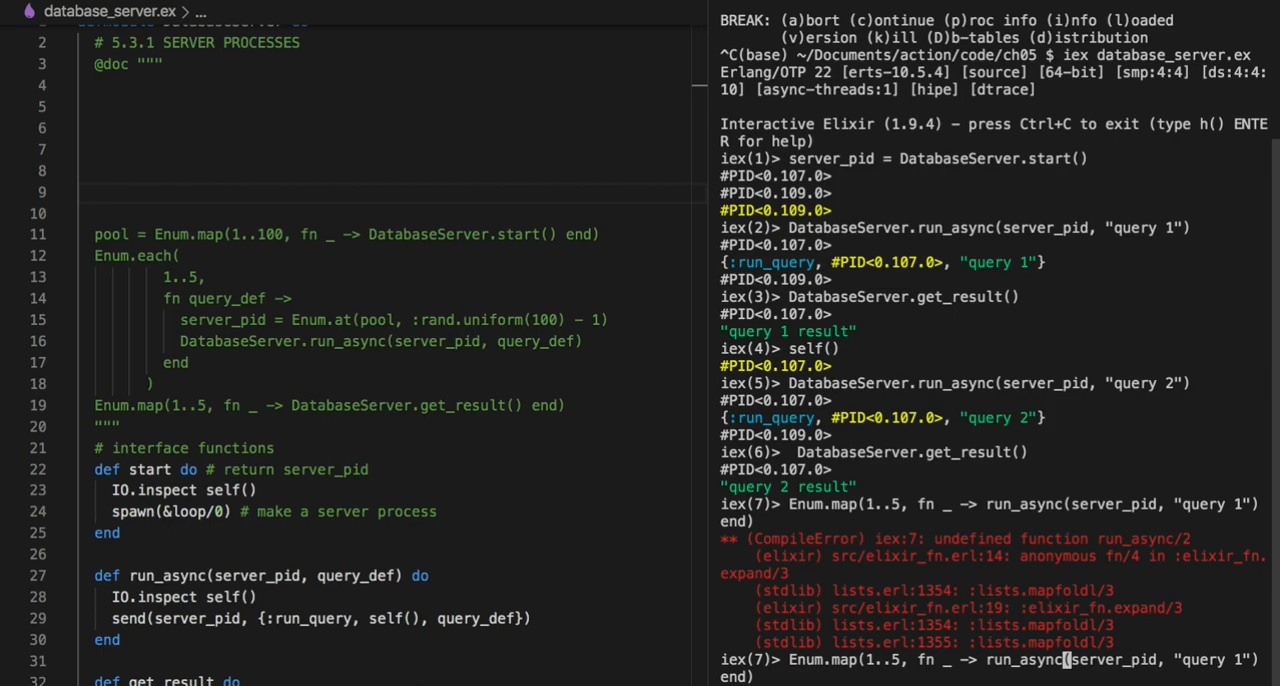 database_server.ex > ...
2 # 5.3.1 SERVER PROCESSES
3 @doc """
4
5
6
7
8
9
10
11 pool = Enum.map(1..100, fn _ -> DatabaseServer.start() end)
12 Enum.each(
13 1..5,
14 fn query_def ->
15 server_pid = Enum.at(pool, :rand.uniform(100) - 1)
16 DatabaseServer.run_async(server_pid, query_def)
17 end
18 )
19 Enum.map(1..5, fn _ -> DatabaseServer.get_result() end)
20 """
21 # interface functions
22 def start do # return server_pid
23 IO.inspect self()
24 spawn(&loop/0) # make a server process
25 end
26
27 def run_async(server_pid, query_def) do
28 IO.inspect self()
29 send(server_pid, {:run_query, self(), query_def})
30 end
31
32 def get_result do
BREAK: (a)bort (c)ontinue (p)roc info (i)nfo (l)oaded
(v)ersion (k)ill (D)b-tables (d)istribution
^C(base) ~/Documents/action/code/ch05 $ iex database_server.ex
Erlang/OTP 22 [erts-10.5.4] [source] [64-bit] [smp:4:4] [ds:4:4:
10] [async-threads:1] [hipe] [dtrace]
Interactive Elixir (1.9.4) - press Ctrl+C to exit (type h() ENTE
R for help)
iex(1)> server_pid = DatabaseServer.start()
#PID<0.107.0>
#PID<0.109.0>
#PID<0.109.0>
iex(2)> DatabaseServer.run_async(server_pid, "query 1")
#PID<0.107.0>
{:run_query, #PID<0.107.0>, "query 1"}
#PID<0.109.0>
iex(3)> DatabaseServer.get_result()
#PID<0.107.0>
"query 1 result"
iex(4)> self()
#PID<0.107.0>
iex(5)> DatabaseServer.run_async(server_pid, "query 2")
#PID<0.107.0>
{:run_query, #PID<0.107.0>, "query 2"}
#PID<0.109.0>
iex(6)>  DatabaseServer.get_result()
#PID<0.107.0>
"query 2 result"
iex(7)> Enum.map(1..5, fn _ -> run_async(server_pid, "query 1")
end)
** (CompileError) iex:7: undefined function run_async/2
(elixir) src/elixir_fn.erl:14: anonymous fn/4 in :elixir_fn.
expand/3
(stdlib) lists.erl:1354: :lists.mapfoldl/3
(elixir) src/elixir_fn.erl:19: :elixir_fn.expand/3
(stdlib) lists.erl:1354: :lists.mapfoldl/3
(stdlib) lists.erl:1355: :lists.mapfoldl/3
iex(7)> Enum.map(1..5, fn _ -> run_async(server_pid, "query 1")
end)